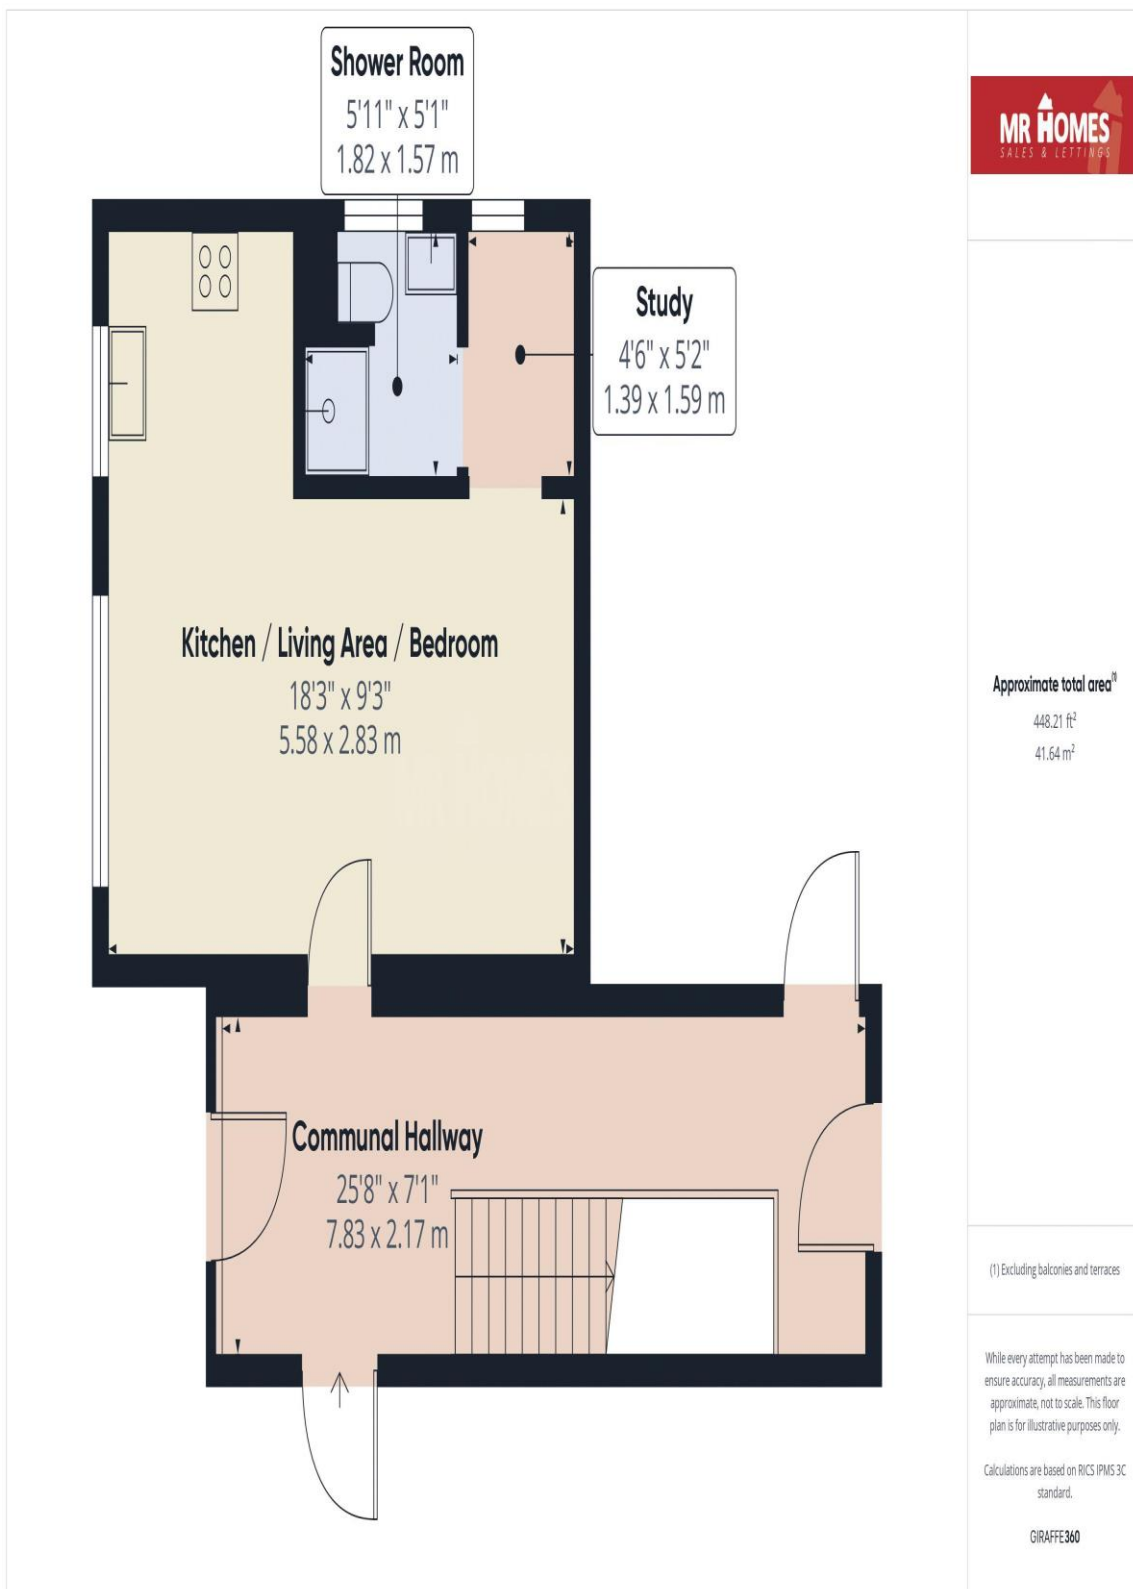 Shower Room
5'11" x 5'1"
1.82 x 1.57 m
MR HOMES
SALES & LETTINGS
Study
4'6" x 5'2"
1.39 x 1.59 m
Kitchen / Living Area / Bedroom
18'3" x 9'3"
5.58 x 2.83 m
MR HOMES
Approximate total area(1)
448.21 ft²
41.64 m²
Communal Hallway
25'8" x 7'1"
7.83 x 2.17 m
(1) Excluding balconies and terraces
While every attempt has been made to
ensure accuracy, all measurements are
approximate, not to scale. This floor
plan is for illustrative purposes only.
Calculations are based on RICS IPMS 3C
standard.
GIRAFFE360